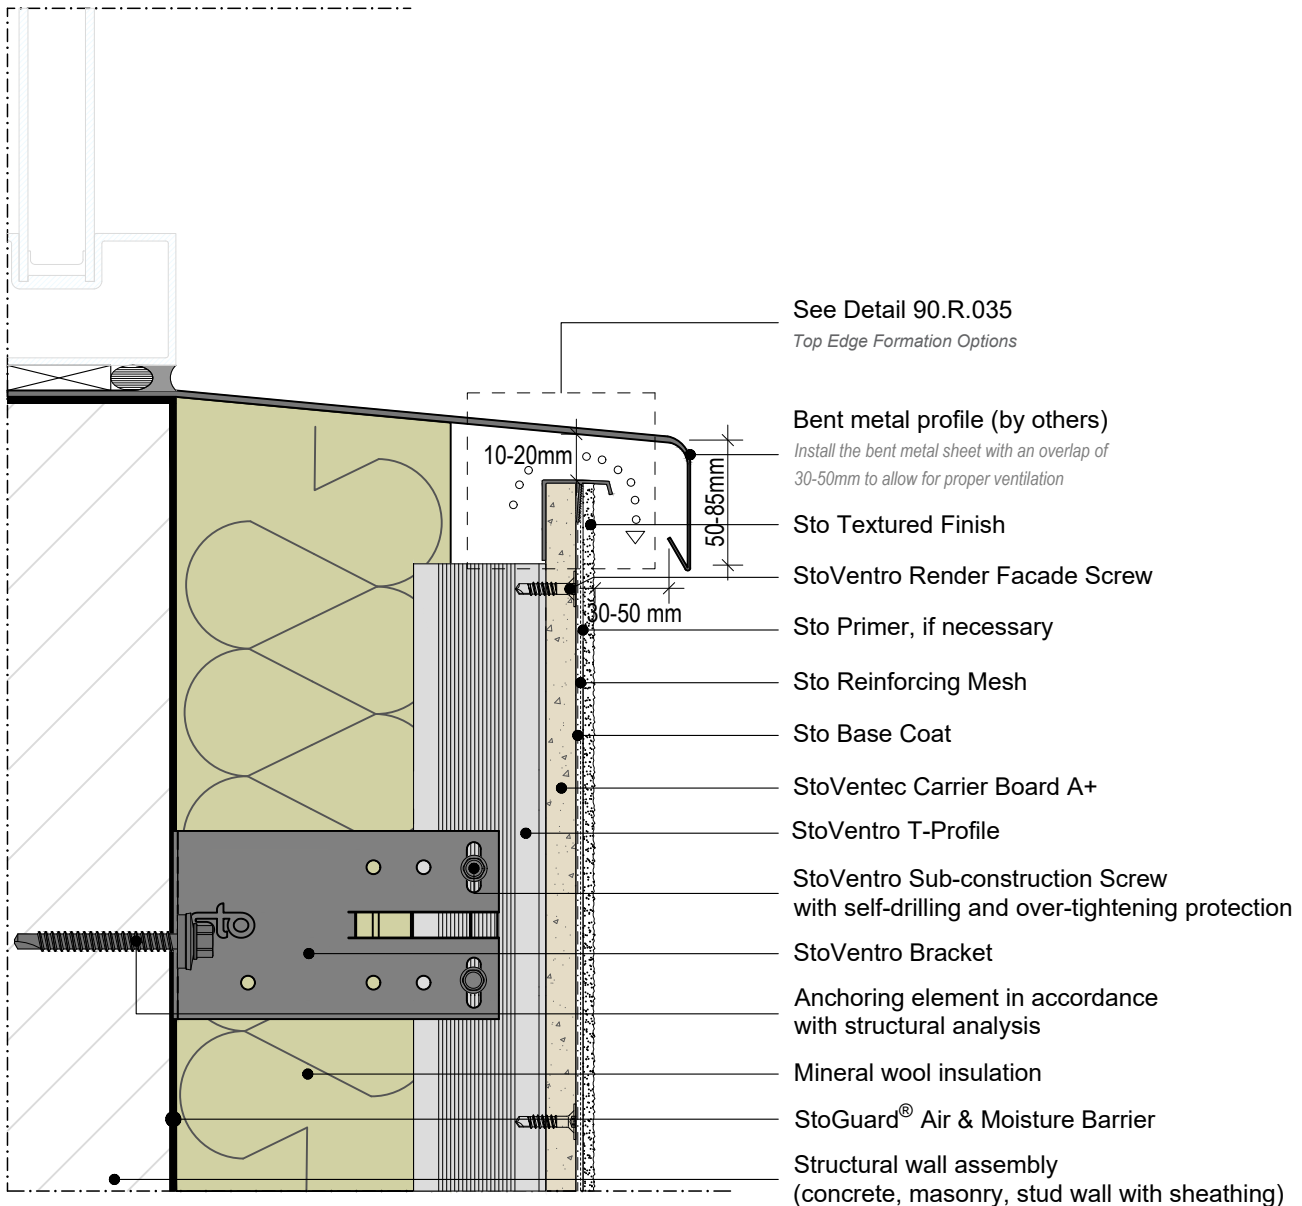 See Detail 90.R.035
Top Edge Formation Options
Bent metal profile (by others)
Install the bent metal sheet with an overlap of
30-50mm to allow for proper ventilation
10-20mm
50-85mm
Sto Textured Finish
StoVentro Render Facade Screw
30-50 mm
Sto Primer, if necessary
Sto Reinforcing Mesh
Sto Base Coat
StoVentec Carrier Board A+
StoVentro T-Profile
StoVentro Sub-construction Screw
with self-drilling and over-tightening protection
StoVentro Bracket
Anchoring element in accordance
with structural analysis
Mineral wool insulation
StoGuard® Air & Moisture Barrier
Structural wall assembly
(concrete, masonry, stud wall with sheathing)